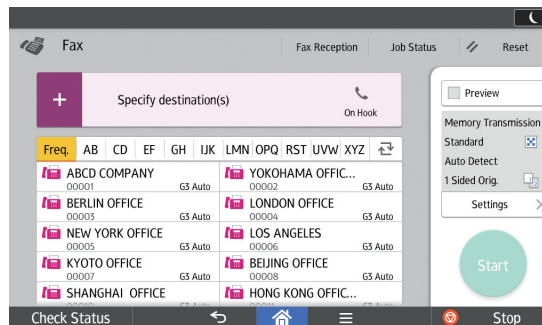 Fax
Fax Reception
Job Status
Reset
Specify destination(s)
On Hook
Preview
Memory Transmission
Standard
Auto Detect
1 Sided Orig.
Settings
Start
Freq. AB CD EF GH IJK LMN OPQ RST UVW XYZ
ABCD COMPANY
00001 G3 Auto
YOKOHAMA OFFIC...
00002 G3 Auto
BERLIN OFFICE
00003 G3 Auto
LONDON OFFICE
00004 G3 Auto
NEW YORK OFFICE
00005 G3 Auto
LOS ANGELES
00006 G3 Auto
KYOTO OFFICE
00007 G3 Auto
BEIJING OFFICE
00008 G3 Auto
SHANGHAI OFFICE
HONG KONG OFFIC...
Check Status
Stop